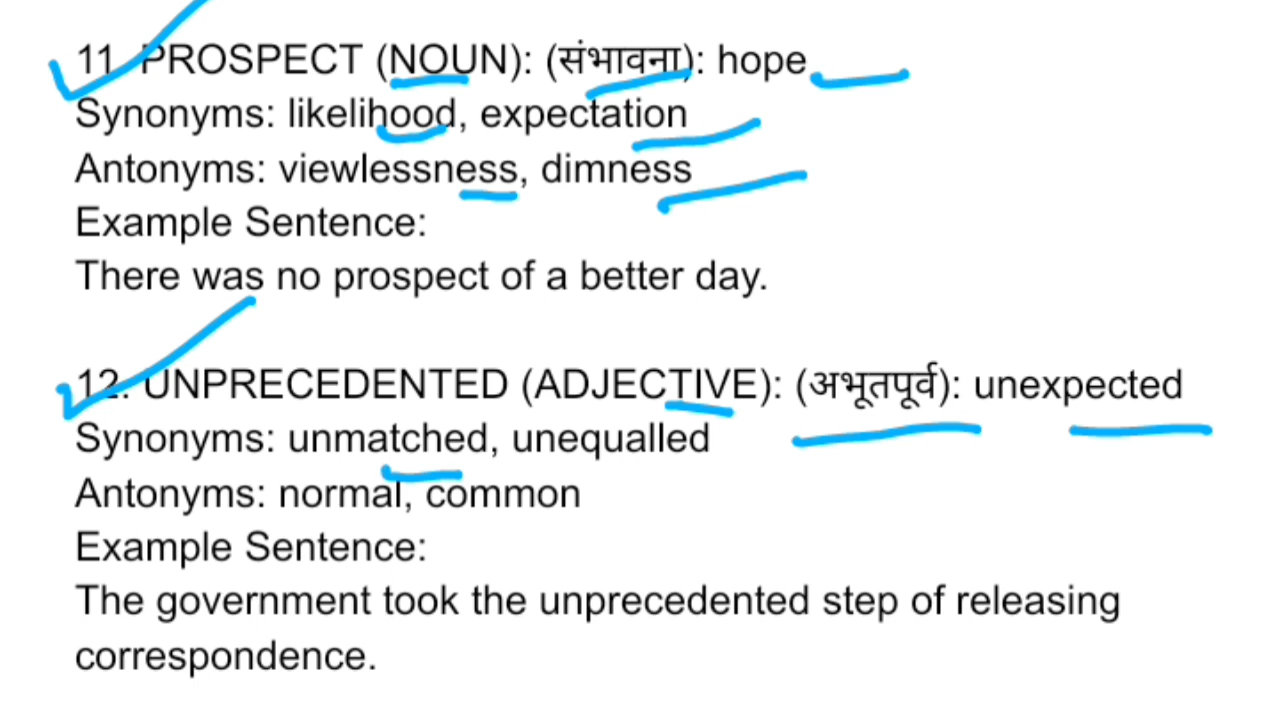 11. PROSPECT (NOUN): (संभावना): hope
Synonyms: likelihood, expectation
Antonyms: viewlessness, dimness
Example Sentence:
There was no prospect of a better day.
12. UNPRECEDENTED (ADJECTIVE): (अभूतपूर्व): unexpected
Synonyms: unmatched, unequalled
Antonyms: normal, common
Example Sentence:
The government took the unprecedented step of releasing
correspondence.